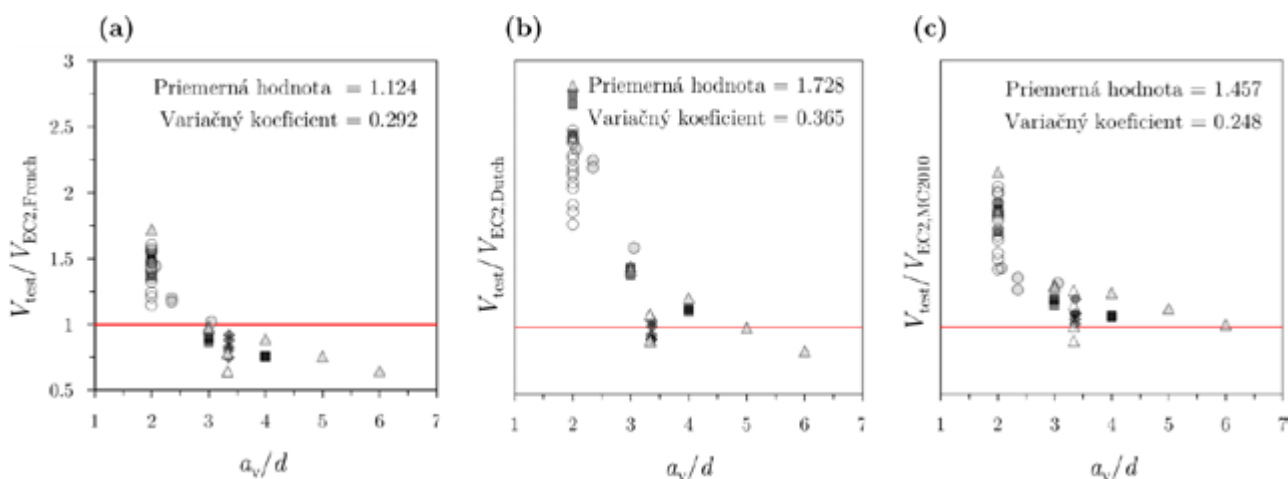 (a)
3
2.5
2
1.5
1
0.5
1 2 3 4 5 6 7
V_test/V_EC2,French
a_v/d
Priemerná hodnota = 1.124
Variačný koeficient = 0.292
(b)
1 2 3 4 5 6 7
V_test/V_EC2,Dutch
a_v/d
Priemerná hodnota = 1.728
Variačný koeficient = 0.365
(c)
1 2 3 4 5 6 7
V_test/V_EC2,MC2010
a_v/d
Priemerná hodnota = 1.457
Variačný koeficient = 0.248